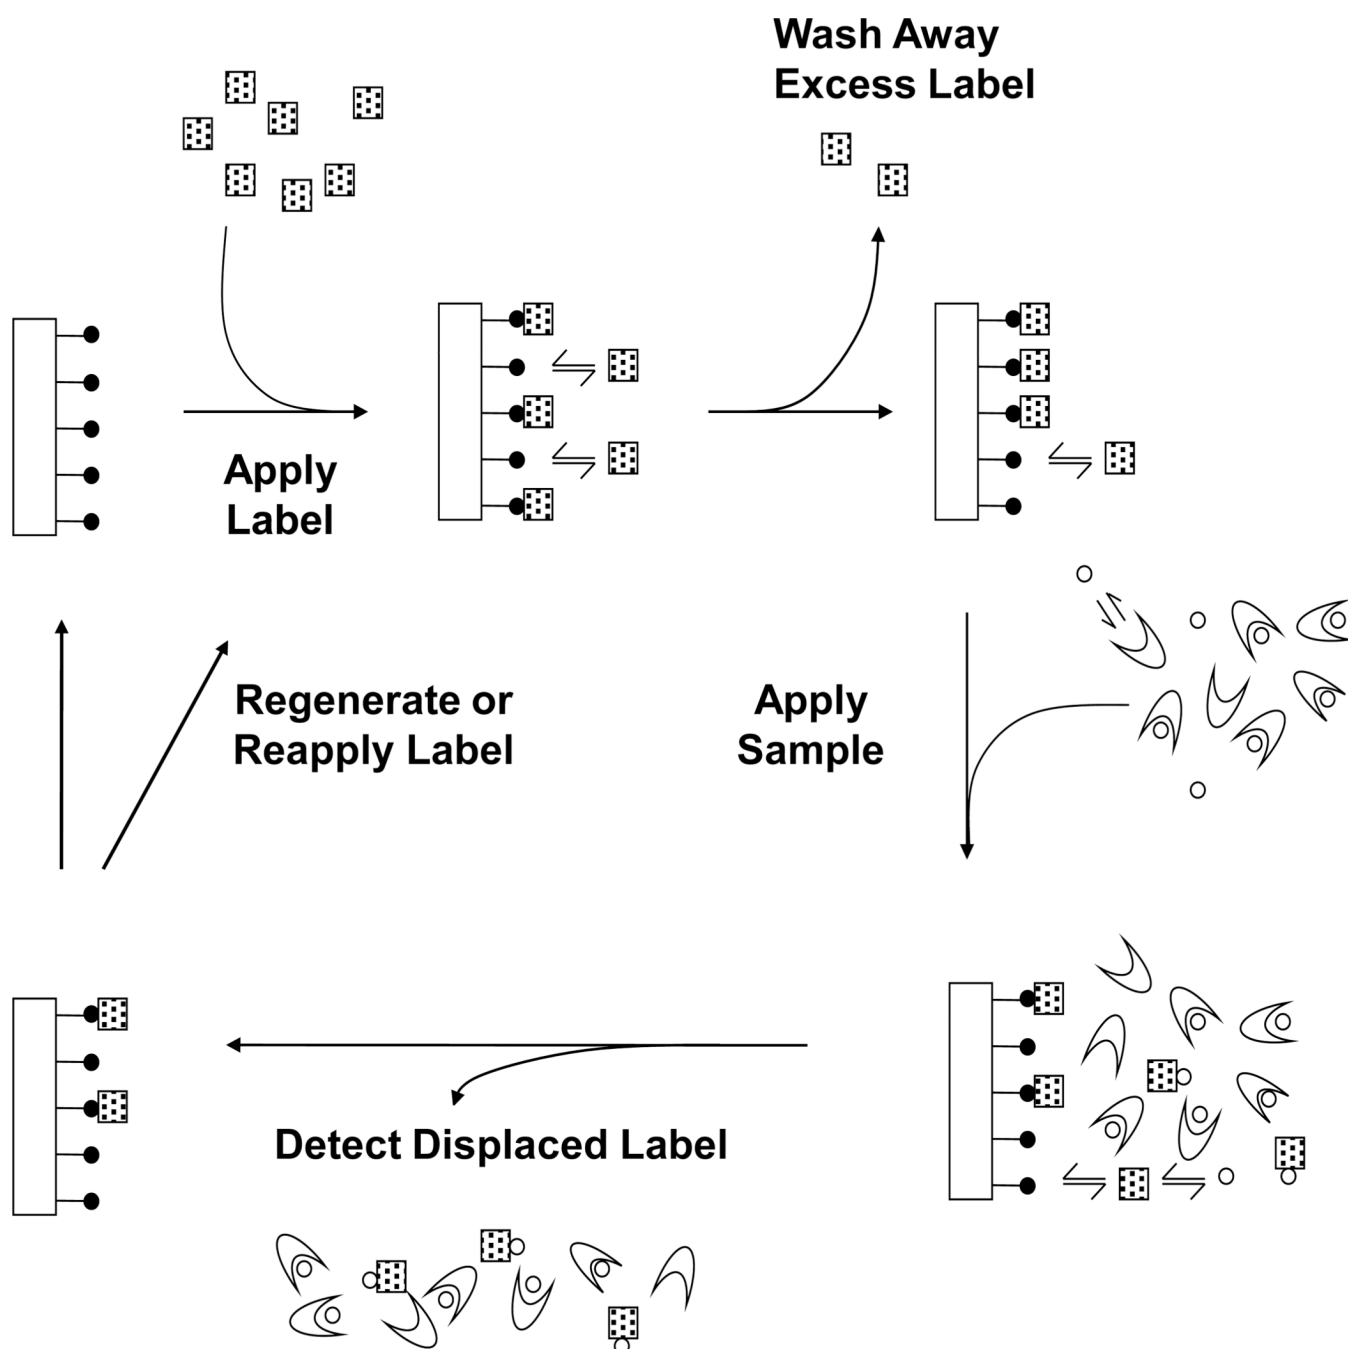 Wash Away
Excess Label
Apply
Label
Regenerate or
Reapply Label
Apply
Sample
Detect Displaced Label